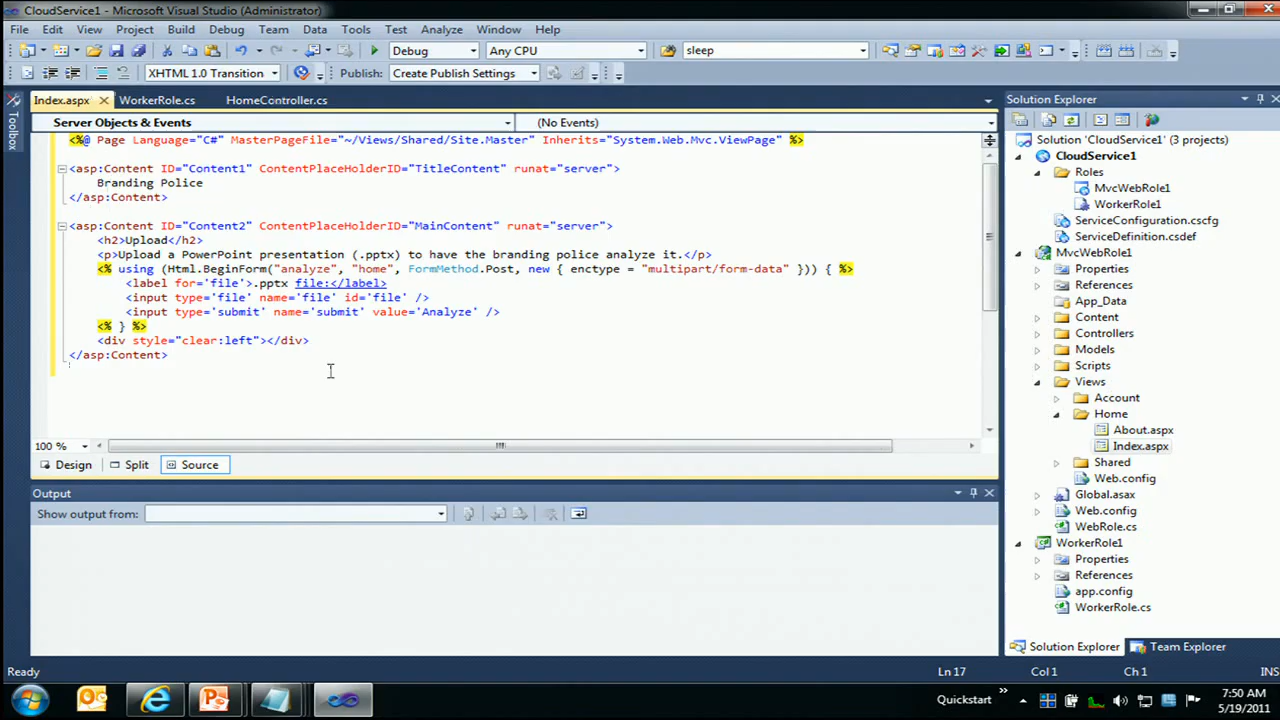 CloudService1 - Microsoft Visual Studio (Administrator)
File Edit View Project Build Debug Team Data Tools Test Analyze Window Help
Debug Any CPU sleep
XHTML 1.0 Transition Publish: Create Publish Settings
Index.aspx WorkerRole.cs HomeController.cs
Server Objects & Events (No Events)
<%@ Page Language="C#" MasterPageFile="~/Views/Shared/Site.Master" Inherits="System.Web.Mvc.ViewPage" %>
<asp:Content ID="Content1" ContentPlaceHolderID="TitleContent" runat="server">
Branding Police
</asp:Content>
<asp:Content ID="Content2" ContentPlaceHolderID="MainContent" runat="server">
<h2>Upload</h2>
<p>Upload a PowerPoint presentation (.pptx) to have the branding police analyze it.</p>
<% using (Html.BeginForm("analyze", "home", FormMethod.Post, new { enctype = "multipart/form-data" })) { %>
<label for='file'>.pptx file:</label>
<input type='file' name='file' id='file' />
<input type='submit' name='submit' value='Analyze' />
<% } %>
<div style="clear:left"></div>
</asp:Content>
100 %
Design Split Source
Output
Show output from:
Toolbox
Solution Explorer
Solution 'CloudService1' (3 projects)
CloudService1
Roles
MvcWebRole1
WorkerRole1
ServiceConfiguration.cscfg
ServiceDefinition.csdef
MvcWebRole1
Properties
References
App_Data
Content
Controllers
Models
Scripts
Views
Account
Home
About.aspx
Index.aspx
Shared
Web.config
Global.asax
Web.config
WebRole.cs
WorkerRole1
Properties
References
app.config
WorkerRole.cs
Solution Explorer Team Explorer
Ready Ln 17 Col 1 Ch 1 INS
Quickstart
7:50 AM
5/19/2011